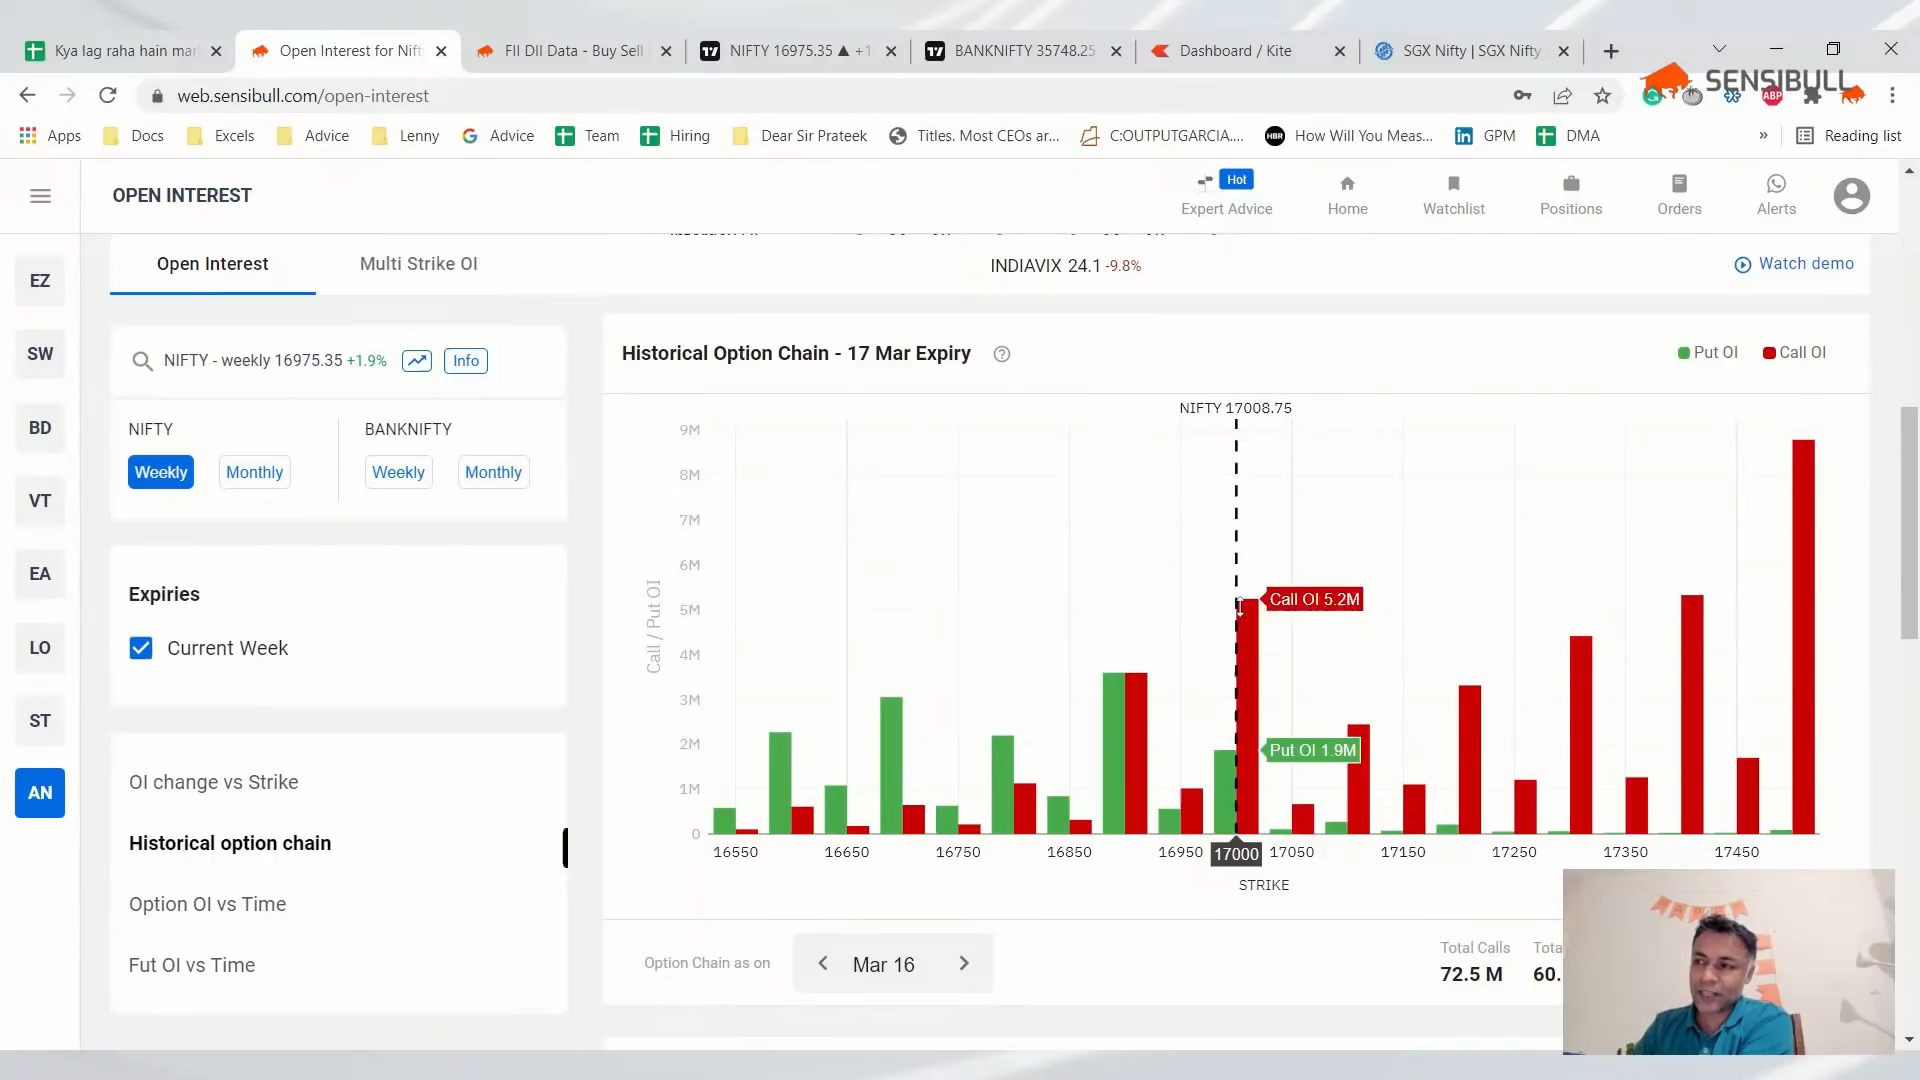 Kya lag raha hain mar
Open Interest for Nift
FII DII Data - Buy Sell
NIFTY 16975.35 ▲ +1
BANKNIFTY 35748.25
Dashboard / Kite
SGX Nifty | SGX Nifty
web.sensibull.com/open-interest
SENSIBULL
ABP
Apps
Docs
Excels
Advice
Lenny
Advice
Team
Hiring
Dear Sir Prateek
Titles. Most CEOs ar...
C:OUTPUTGARCIA....
HBR
How Will You Meas...
GPM
DMA
»
Reading list
OPEN INTEREST
Hot
Expert Advice
Home
Watchlist
Positions
Orders
Alerts
EZ
SW
BD
VT
EA
LO
ST
AN
Open Interest
Multi Strike OI
INDIAVIX 24.1 -9.8%
Watch demo
NIFTY - weekly 16975.35 +1.9%
Info
NIFTY
BANKNIFTY
Weekly
Monthly
Weekly
Monthly
Expiries
Current Week
OI change vs Strike
Historical option chain
Option OI vs Time
Fut OI vs Time
Historical Option Chain - 17 Mar Expiry
Put OI
Call OI
NIFTY 17008.75
9M
8M
7M
6M
5M
4M
3M
2M
1M
0
Call / Put OI
Call OI 5.2M
Put OI 1.9M
16550
16650
16750
16850
16950
17000
17050
17150
17250
17350
17450
STRIKE
Option Chain as on
Mar 16
Total Calls
72.5 M
Tota
60.